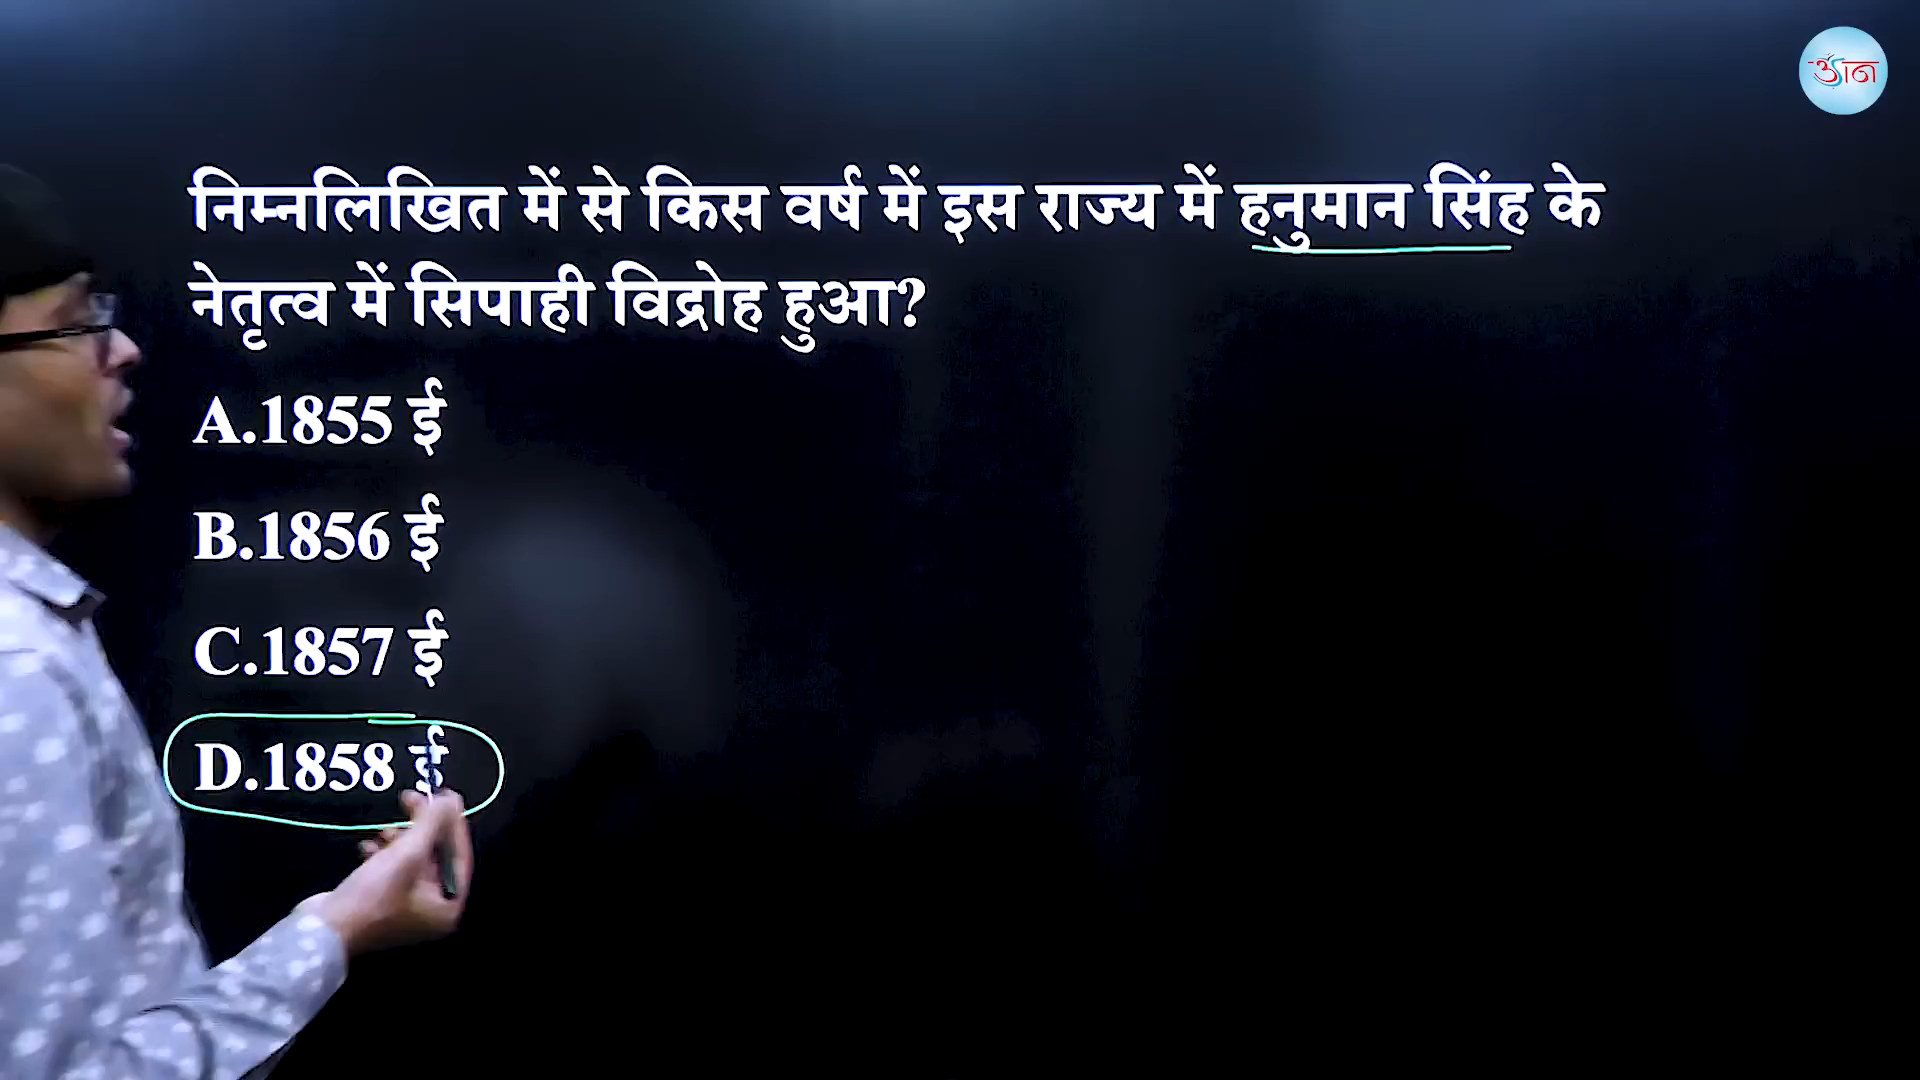 ज्ञान
निम्नलिखित में से किस वर्ष में इस राज्य में हनुमान सिंह के
नेतृत्व में सिपाही विद्रोह हुआ?
A.1855 ई
B.1856 ई
C.1857 ई
D.1858 ई